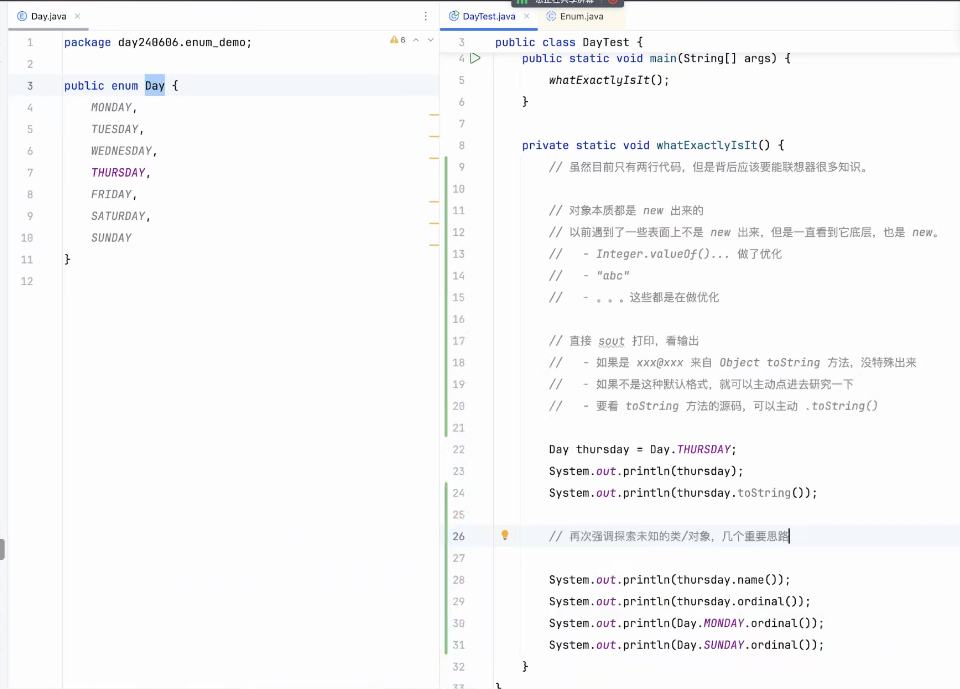 Day.java
DayTest.java
Enum.java
6
1 package day240606.enum_demo;
2
3 public enum Day {
4 MONDAY,
5 TUESDAY,
6 WEDNESDAY,
7 THURSDAY,
8 FRIDAY,
9 SATURDAY,
10 SUNDAY
11 }
12
3 public class DayTest {
4 public static void main(String[] args) {
5 whatExactlyIsIt();
6 }
7
8 private static void whatExactlyIsIt() {
9 // 虽然目前只有两行代码，但是背后应该要能联想器很多知识。
10
11 // 对象本质都是 new 出来的
12 // 以前遇到了一些表面上不是 new 出来，但是一直看到它底层，也是 new。
13 // - Integer.valueOf()... 做了优化
14 // - "abc"
15 // - 。。。这些都是在做优化
16
17 // 直接 sout 打印，看输出
18 // - 如果是 xxx@xxx 来自 Object toString 方法，没特殊出来
19 // - 如果不是这种默认格式，就可以主动点进去研究一下
20 // - 要看 toString 方法的源码，可以主动 .toString()
21
22 Day thursday = Day.THURSDAY;
23 System.out.println(thursday);
24 System.out.println(thursday.toString());
25
26 // 再次强调探索未知的类/对象，几个重要思路
27
28 System.out.println(thursday.name());
29 System.out.println(thursday.ordinal());
30 System.out.println(Day.MONDAY.ordinal());
31 System.out.println(Day.SUNDAY.ordinal());
32 }
33 }